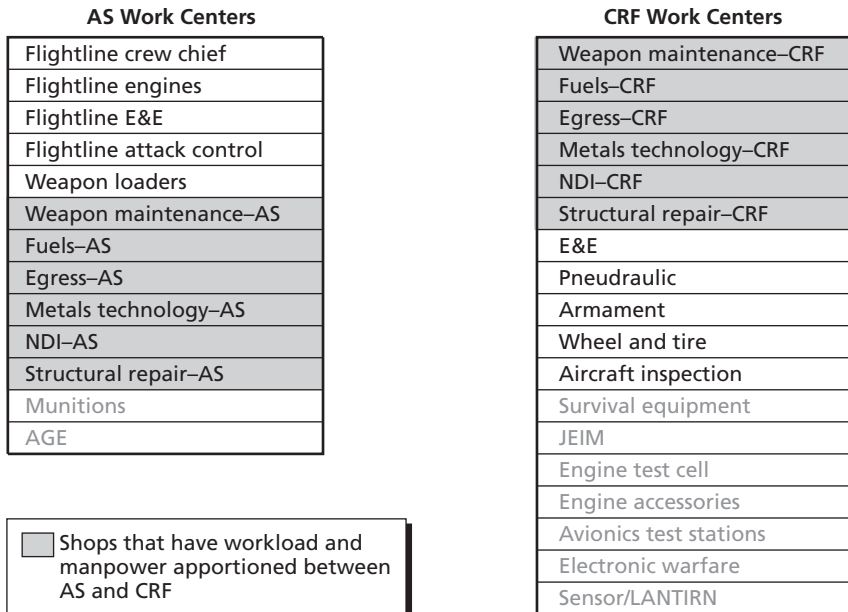 AS Work Centers
Flightline crew chief
Flightline engines
Flightline E&E
Flightline attack control
Weapon loaders
Weapon maintenance–AS
Fuels–AS
Egress–AS
Metals technology–AS
NDI–AS
Structural repair–AS
Munitions
AGE
Shops that have workload and
manpower apportioned between
AS and CRF
CRF Work Centers
Weapon maintenance–CRF
Fuels–CRF
Egress–CRF
Metals technology–CRF
NDI–CRF
Structural repair–CRF
E&E
Pneudraulic
Armament
Wheel and tire
Aircraft inspection
Survival equipment
JEIM
Engine test cell
Engine accessories
Avionics test stations
Electronic warfare
Sensor/LANTIRN